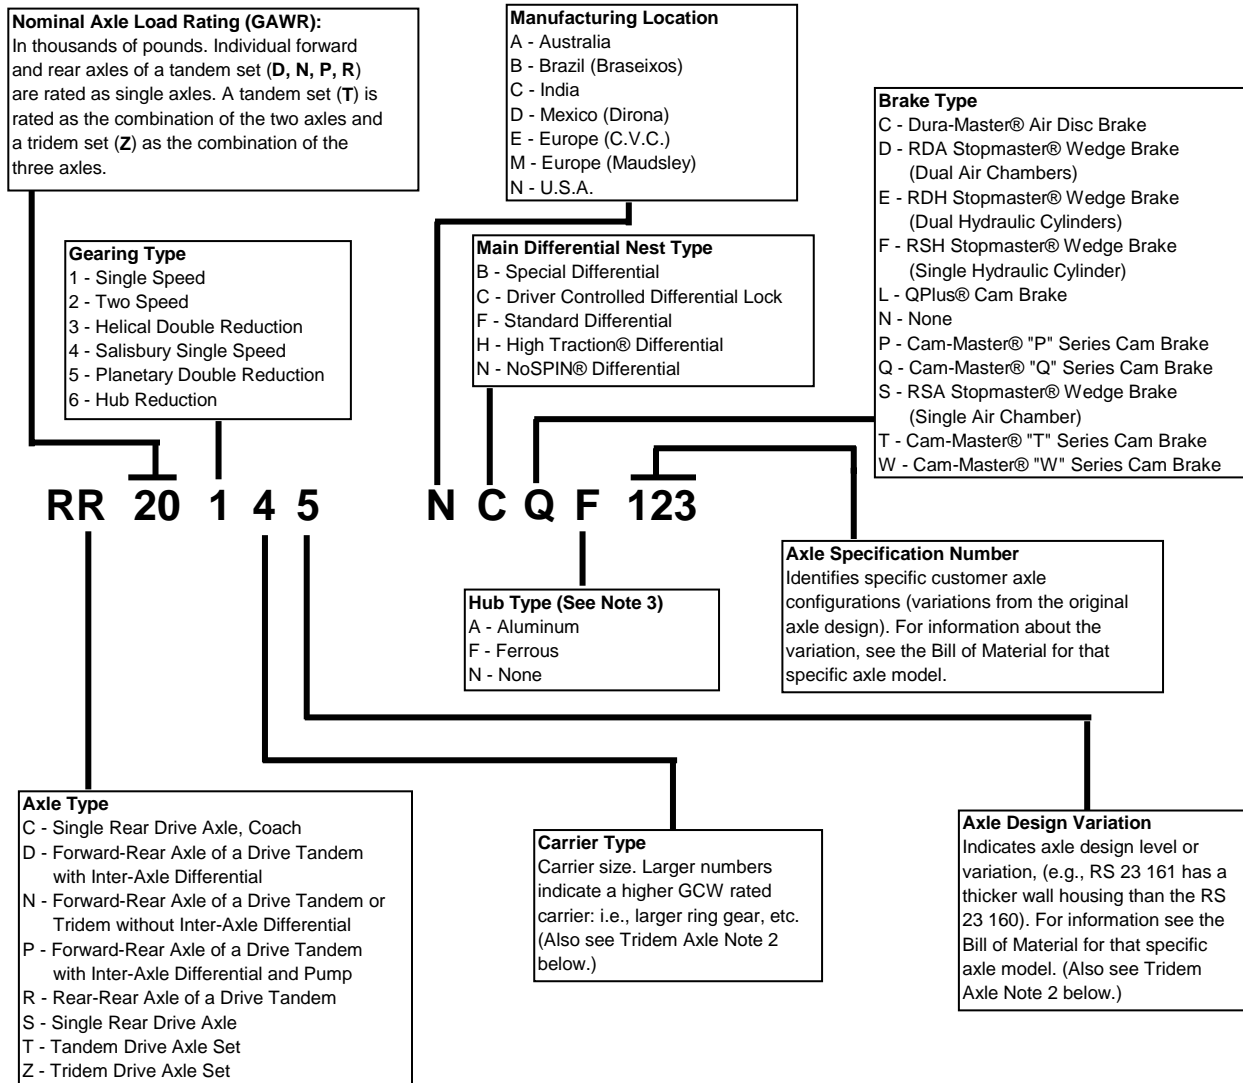 Nominal Axle Load Rating (GAWR):
In thousands of pounds. Individual forward
and rear axles of a tandem set (D, N, P, R)
are rated as single axles. A tandem set (T) is
rated as the combination of the two axles and
a tridem set (Z) as the combination of the
three axles.
Manufacturing Location
A - Australia
B - Brazil (Braseixos)
C - India
D - Mexico (Dirona)
E - Europe (C.V.C.)
M - Europe (Maudsley)
N - U.S.A.
Brake Type
C - Dura-Master® Air Disc Brake
D - RDA Stopmaster® Wedge Brake
(Dual Air Chambers)
E - RDH Stopmaster® Wedge Brake
(Dual Hydraulic Cylinders)
F - RSH Stopmaster® Wedge Brake
(Single Hydraulic Cylinder)
L - QPlus® Cam Brake
N - None
P - Cam-Master® "P" Series Cam Brake
Q - Cam-Master® "Q" Series Cam Brake
S - RSA Stopmaster® Wedge Brake
(Single Air Chamber)
T - Cam-Master® "T" Series Cam Brake
W - Cam-Master® "W" Series Cam Brake
Gearing Type
1 - Single Speed
2 - Two Speed
3 - Helical Double Reduction
4 - Salisbury Single Speed
5 - Planetary Double Reduction
6 - Hub Reduction
Main Differential Nest Type
B - Special Differential
C - Driver Controlled Differential Lock
F - Standard Differential
H - High Traction® Differential
N - NoSPIN® Differential
RR 20 1 4 5 N C Q F 123
Hub Type (See Note 3)
A - Aluminum
F - Ferrous
N - None
Axle Specification Number
Identifies specific customer axle
configurations (variations from the original
axle design). For information about the
variation, see the Bill of Material for that
specific axle model.
Axle Type
C - Single Rear Drive Axle, Coach
D - Forward-Rear Axle of a Drive Tandem
with Inter-Axle Differential
N - Forward-Rear Axle of a Drive Tandem or
Tridem without Inter-Axle Differential
P - Forward-Rear Axle of a Drive Tandem
with Inter-Axle Differential and Pump
R - Rear-Rear Axle of a Drive Tandem
S - Single Rear Drive Axle
T - Tandem Drive Axle Set
Z - Tridem Drive Axle Set
Carrier Type
Carrier size. Larger numbers
indicate a higher GCW rated
carrier: i.e., larger ring gear, etc.
(Also see Tridem Axle Note 2
below.)
Axle Design Variation
Indicates axle design level or
variation, (e.g., RS 23 161 has a
thicker wall housing than the RS
23 160). For information see the
Bill of Material for that specific
axle model. (Also see Tridem
Axle Note 2 below.)